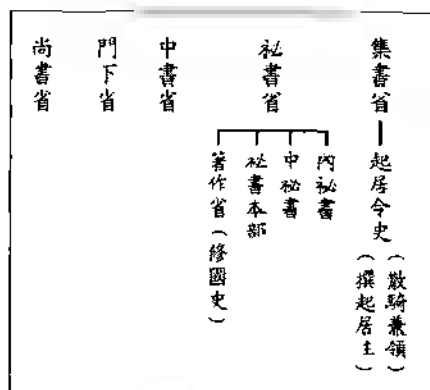 集書省
起居令史
（散騎兼領）
（撰起居主）
祕書省
內祕書
中祕書
祕書本部
著作省（修國史）
中書省
門下省
尚書省